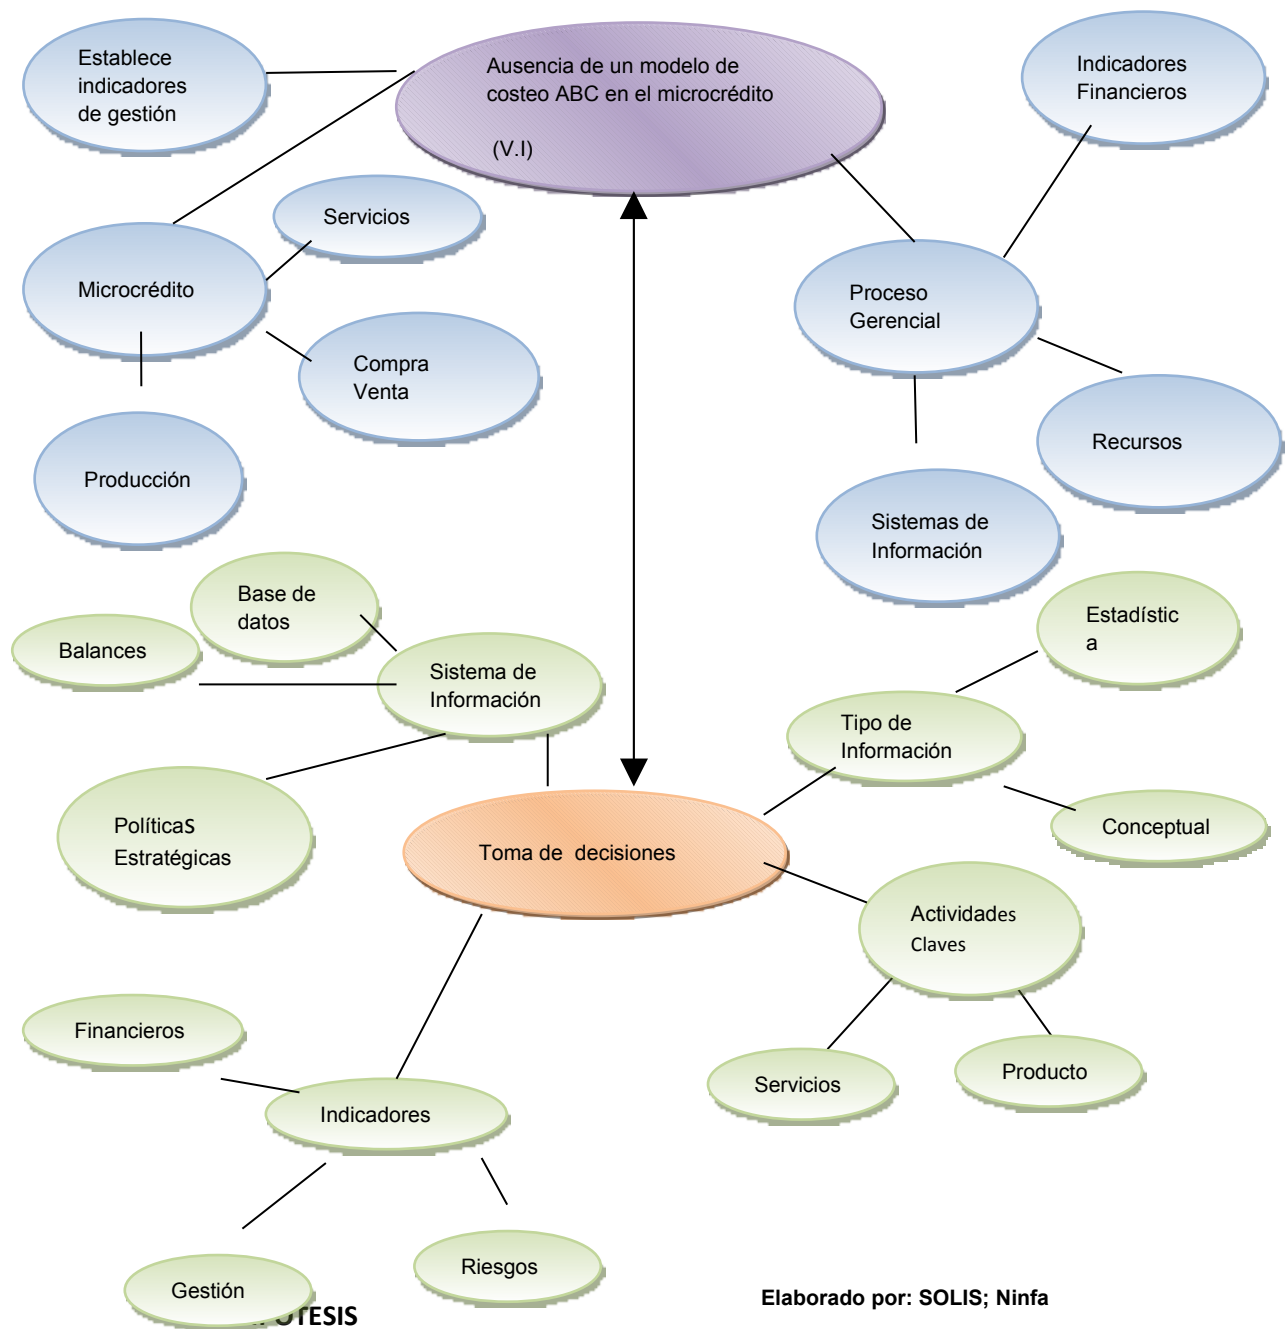 Establece
indicadores
de gestión
Ausencia de un modelo de
costeo ABC en el microcrédito
(V.I)
Indicadores
Financieros
Servicios
Microcrédito
Proceso
Gerencial
Compra
Venta
Recursos
Producción
Sistemas de
Información
Base de
datos
Balances
Sistema de
Información
Estadístic
a
Tipo de
Información
Políticas
Estratégicas
Conceptual
Toma de  decisiones
Actividades
Claves
Financieros
Servicios
Producto
Indicadores
Riesgos
Gestión
Elaborado por: SOLIS; Ninfa